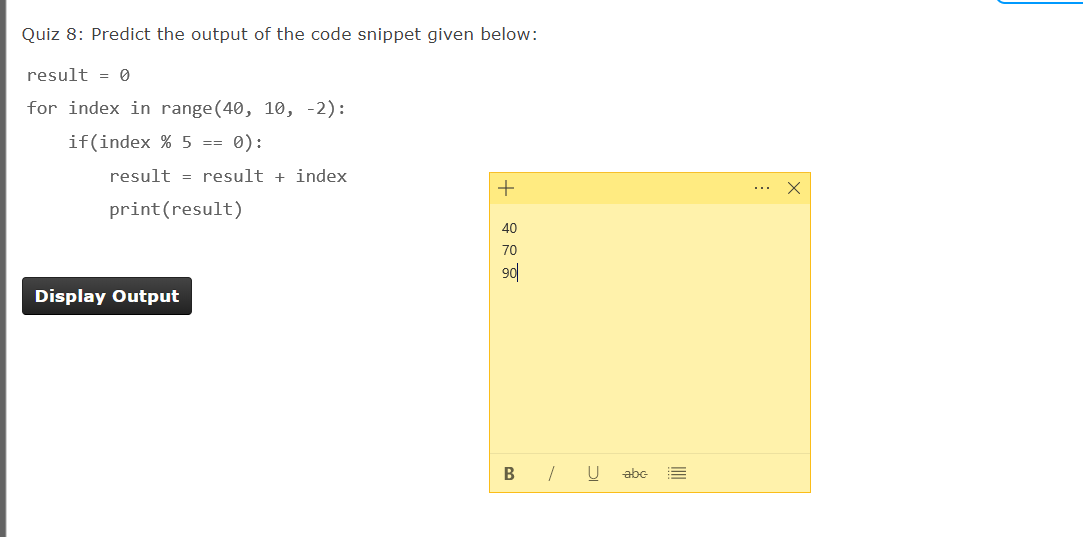 Quiz 8: Predict the output of the code snippet given below:
result = 0
for index in range(40, 10, -2):
    if(index % 5 == 0):
        result = result + index
        print(result)
40
70
90
Display Output
B / U abc